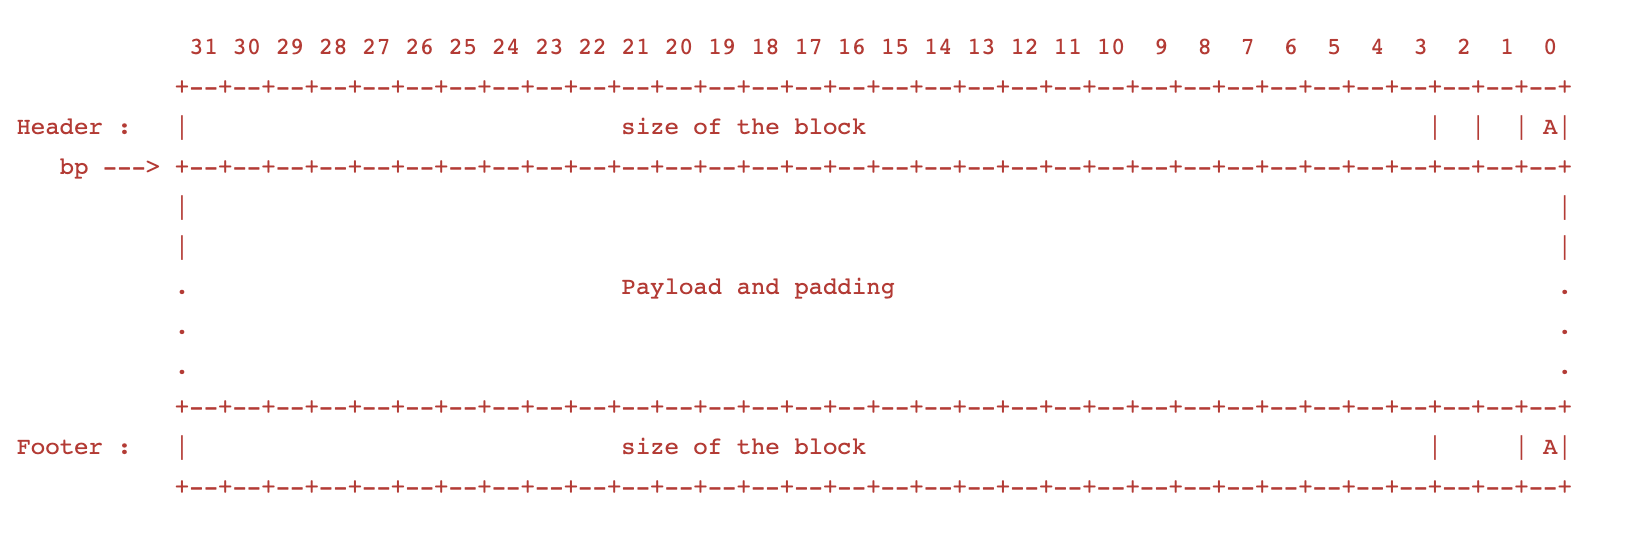 31 30 29 28 27 26 25 24 23 22 21 20 19 18 17 16 15 14 13 12 11 10  9  8  7  6  5  4  3  2  1  0
+--+--+--+--+--+--+--+--+--+--+--+--+--+--+--+--+--+--+--+--+--+--+--+--+--+--+--+--+--+--+--+--+
Header :   |                              size of the block                                       |  |  | A|
bp ---> +--+--+--+--+--+--+--+--+--+--+--+--+--+--+--+--+--+--+--+--+--+--+--+--+--+--+--+--+--+--+--+--+
|                                                                                               |
|                                                                                               |
.                              Payload and padding                                              .
.                                                                                               .
.                                                                                               .
+--+--+--+--+--+--+--+--+--+--+--+--+--+--+--+--+--+--+--+--+--+--+--+--+--+--+--+--+--+--+--+--+
Footer :   |                              size of the block                                       |     | A|
+--+--+--+--+--+--+--+--+--+--+--+--+--+--+--+--+--+--+--+--+--+--+--+--+--+--+--+--+--+--+--+--+